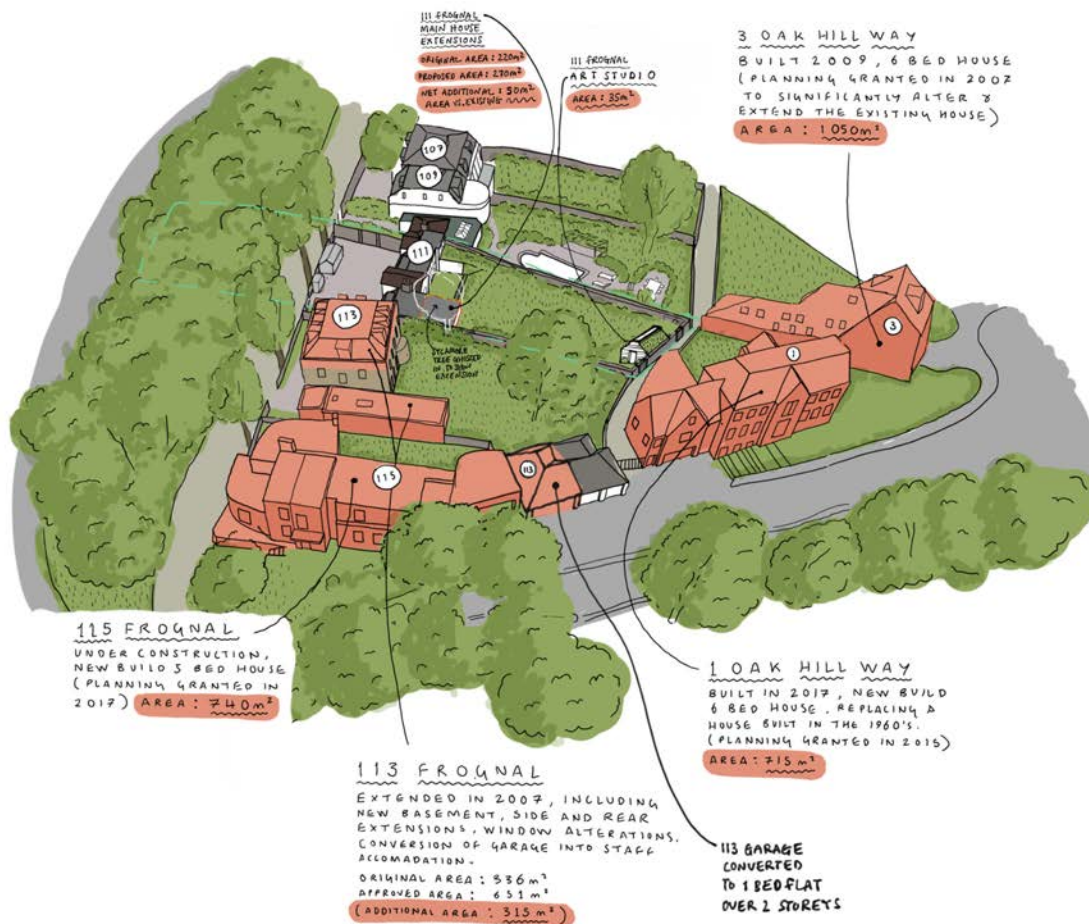 111 FROGNAL
MAIN HOUSE
EXTENSIONS
ORIGINAL AREA : 220m²
PROPOSED AREA : 270m²
NET ADDITIONAL : 50m²
AREA VS. EXISTING
111 FROGNAL
ART STUDIO
AREA : 35m²
3 OAK HILL WAY
BUILT 2009, 6 BED HOUSE
(PLANNING GRANTED IN 2007
TO SIGNIFICANTLY ALTER &
EXTEND THE EXISTING HOUSE)
AREA : 1050m²
107
109
111
113
SYCAMORE
TREE
IN TO
EXTENSION
3
1
115
113
115 FROGNAL
UNDER CONSTRUCTION,
NEW BUILD 5 BED HOUSE
(PLANNING GRANTED IN
2017) AREA : 740m²
1 OAK HILL WAY
BUILT IN 2017, NEW BUILD
6 BED HOUSE. REPLACING A
HOUSE BUILT IN THE 1960'S.
(PLANNING GRANTED IN 2015)
AREA : 715m²
113 FROGNAL
EXTENDED IN 2007, INCLUDING
NEW BASEMENT, SIDE AND REAR
EXTENSIONS, WINDOW ALTERATIONS.
CONVERSION OF GARAGE INTO STAFF
ACCOMADATION.
ORIGINAL AREA : 336m²
APPROVED AREA : 651m²
(ADDITIONAL AREA : 315m²)
113 GARAGE
CONVERTED
TO 1 BED FLAT
OVER 2 STOREYS